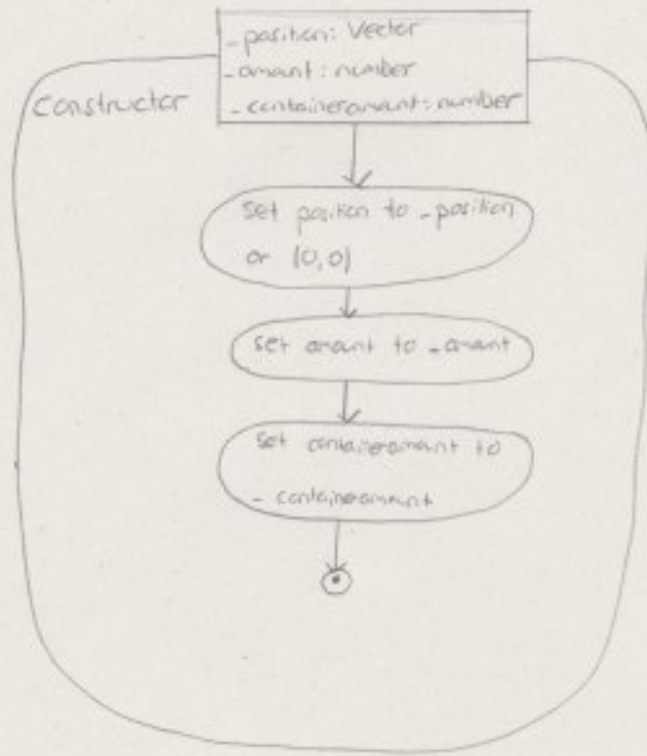 _position: Vector
_amount: number
_containeramount: number
Constructor
set position to _position
or (0,0)
set amount to _amount
set containeramount to
_containeramount